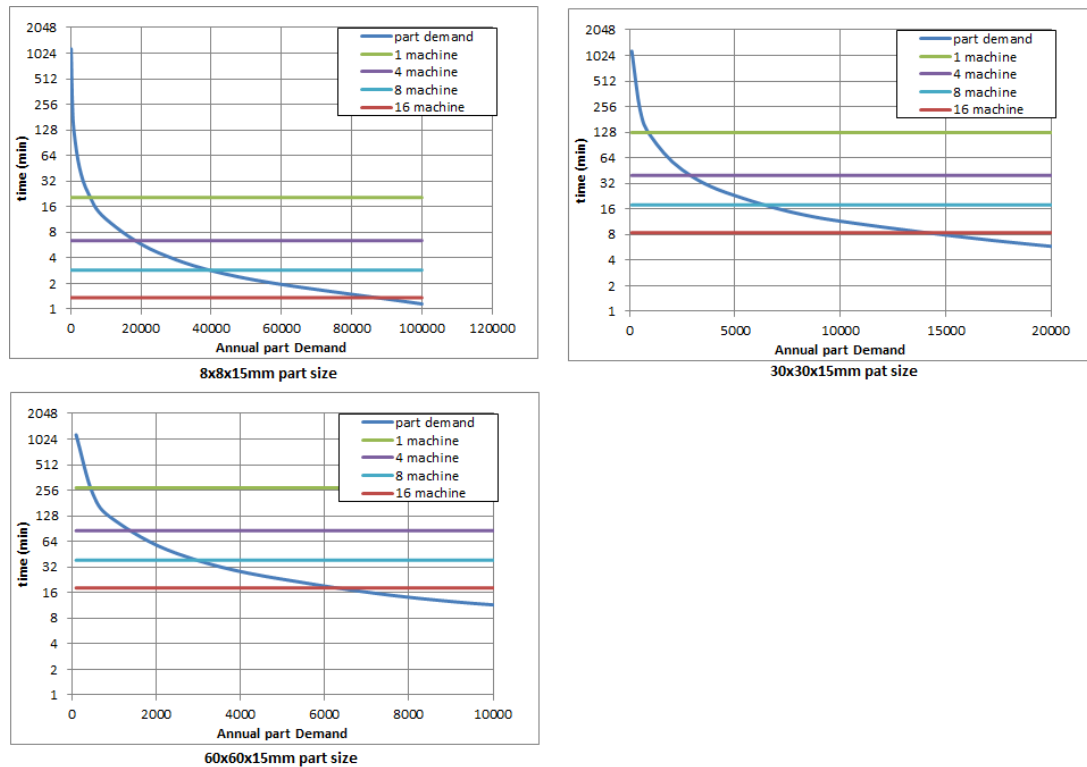 2048
1024
512
256
128
64
32
16
8
4
2
1
time (min)
part demand
1 machine
4 machine
8 machine
16 machine
0 20000 40000 60000 80000 100000 120000
Annual part Demand
8x8x15mm part size
2048
1024
512
256
128
64
32
16
8
4
2
1
time (min)
part demand
1 machine
4 machine
8 machine
16 machine
0 5000 10000 15000 20000
Annual part Demand
30x30x15mm pat size
2048
1024
512
256
128
64
32
16
8
4
2
1
time (min)
part demand
1 machine
4 machine
8 machine
16 machine
0 2000 4000 6000 8000 10000
Annual part Demand
60x60x15mm part size